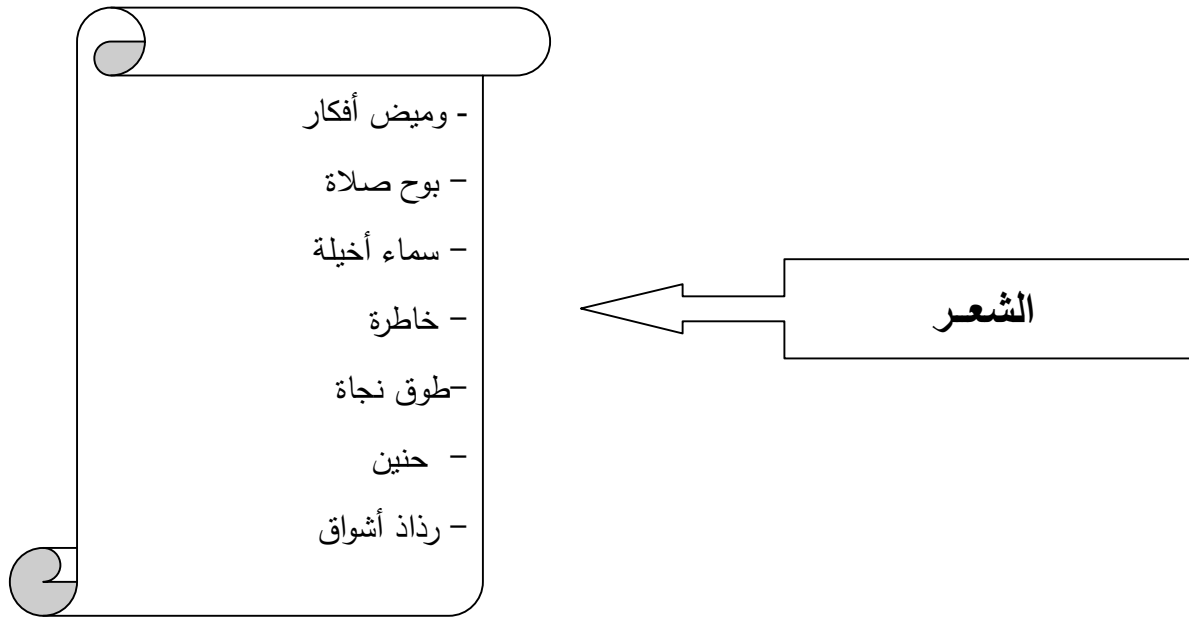 الشعـر
- وميض أفكار
– بوح صلاة
– سماء أخيلة
– خاطرة
–طوق نجاة
– حنين
– رذاذ أشواق